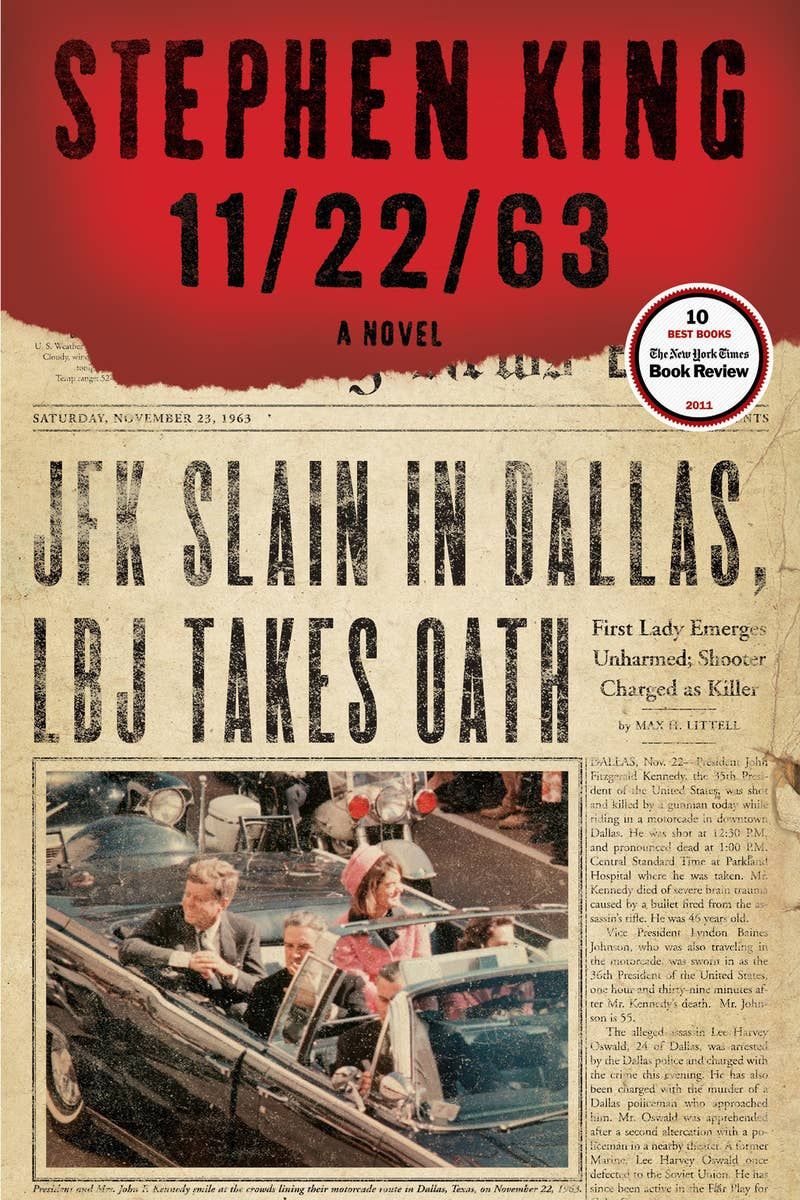 STEPHEN KING
11/22/63
A NOVEL
10
BEST BOOKS
The New York Times
Book Review
2011
U. S. Weather
Cloudy, wind
Temp range: 52-
SATURDAY, NOVEMBER 23, 1963
NTS
JFK SLAIN IN DALLAS,
LBJ TAKES OATH
First Lady Emerges
Unharmed; Shooter
Charged as Killer
by MAX H. LITTELL
DALLAS, Nov. 22—President John
Fitzgerald Kennedy, the 35th Presi-
dent of the United States, was shot
and killed by a gunman today while
riding in a motorcade in downtown
Dallas. He was shot at 12:30 P.M.
and pronounced dead at 1:00 P.M.
Central Standard Time at Parkland
Hospital where he was taken. Mr.
Kennedy died of severe brain trauma
caused by a bullet fired from the as-
sassin's rifle. He was 46 years old.
Vice President Lyndon Baines
Johnson, who was also traveling in
the motorcade, was sworn in as the
36th President of the United States,
one hour and thirty-nine minutes af-
ter Mr. Kennedy's death. Mr. John-
son is 55.
The alleged assassin Lee Harvey
Oswald, 24 of Dallas, was arrested
by the Dallas police and charged with
the crime this evening. He has also
been charged with the murder of a
Dallas policeman who approached
him. Mr. Oswald was apprehended
after a second altercation with a po-
liceman in a nearby theater. A former
Marine, Lee Harvey Oswald once
defected to the Soviet Union. He has
since been active in the Fair Play for
President and Mrs. John F. Kennedy smile at the crowds lining their motorcade route in Dallas, Texas, on November 22, 1963.